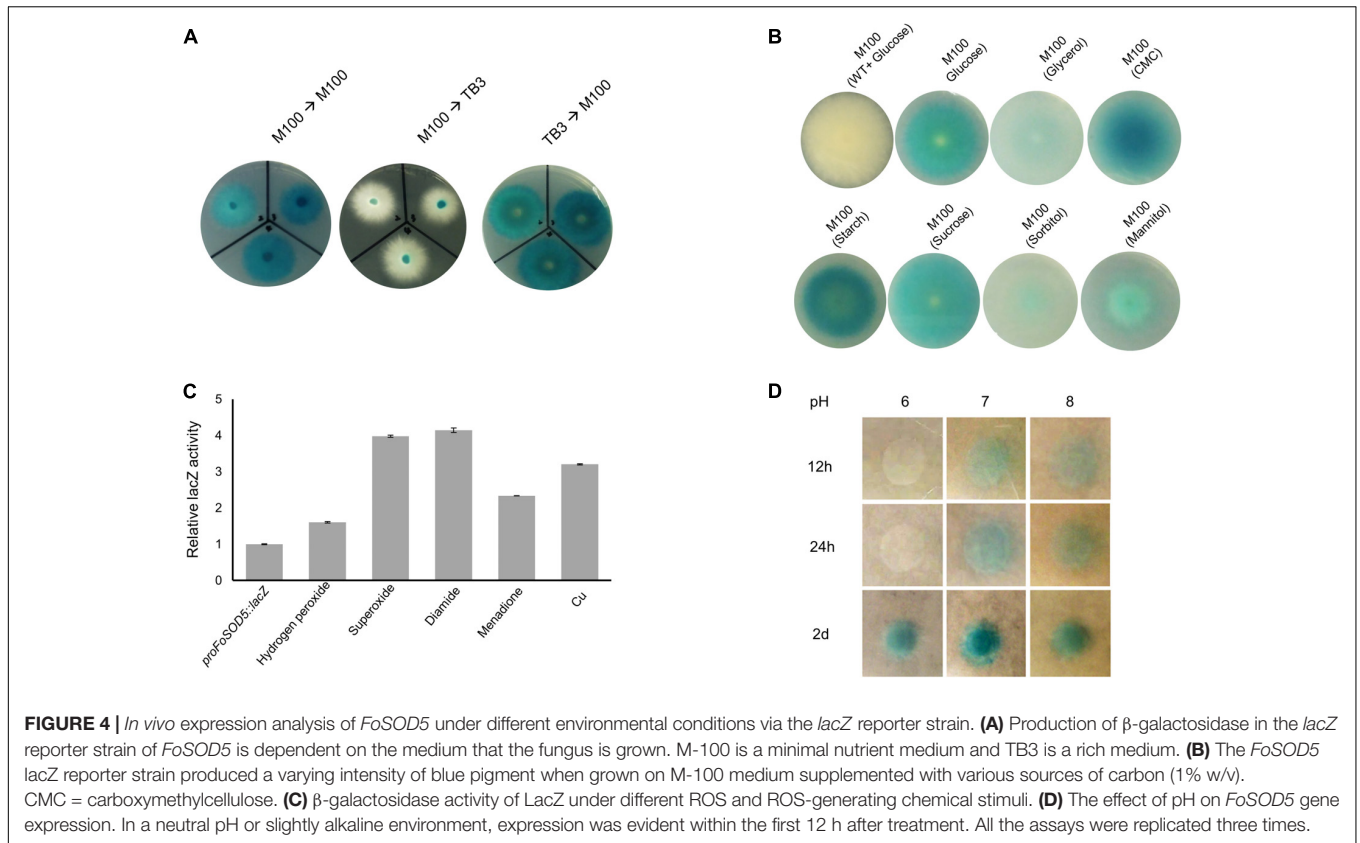 A
M100 → M100
M100 → TB3
TB3 → M100
B
M100
(WT+ Glucose)
M100
Glucose)
M100
(Glycerol)
M100
(CMC)
M100
(Starch)
M100
(Sucrose)
M100
(Sorbitol)
M100
(Mannitol)
C
Relative lacZ activity
5
4
3
2
1
0
proFoSOD5::lacZ
Hydrogen peroxide
Superoxide
Diamide
Menadione
Cu
D
pH 6 7 8
12h
24h
2d
FIGURE 4 | In vivo expression analysis of FoSOD5 under different environmental conditions via the lacZ reporter strain. (A) Production of β-galactosidase in the lacZ
reporter strain of FoSOD5 is dependent on the medium that the fungus is grown. M-100 is a minimal nutrient medium and TB3 is a rich medium. (B) The FoSOD5
lacZ reporter strain produced a varying intensity of blue pigment when grown on M-100 medium supplemented with various sources of carbon (1% w/v).
CMC = carboxymethylcellulose. (C) β-galactosidase activity of LacZ under different ROS and ROS-generating chemical stimuli. (D) The effect of pH on FoSOD5 gene
expression. In a neutral pH or slightly alkaline environment, expression was evident within the first 12 h after treatment. All the assays were replicated three times.